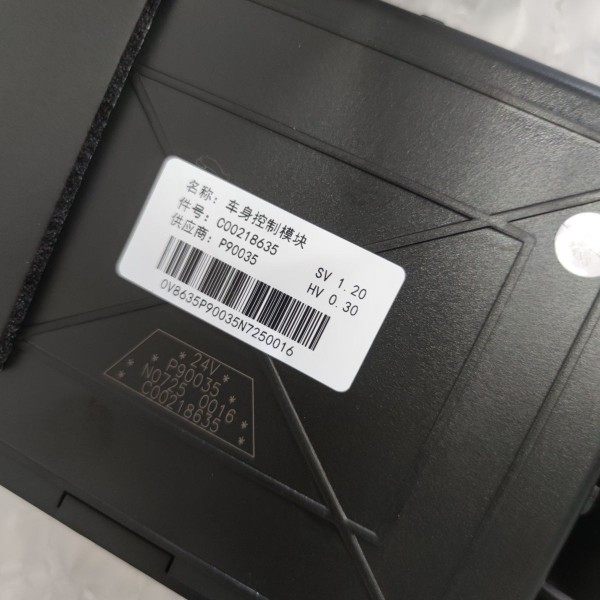 名称: 车身控制模块
件号: C00218635
供应商: P90035
SV 1.20
HV 0.30
0V8635P90035N7250016
* 24V *
* P90035 *
* N0725 0016 *
* C00218635 *